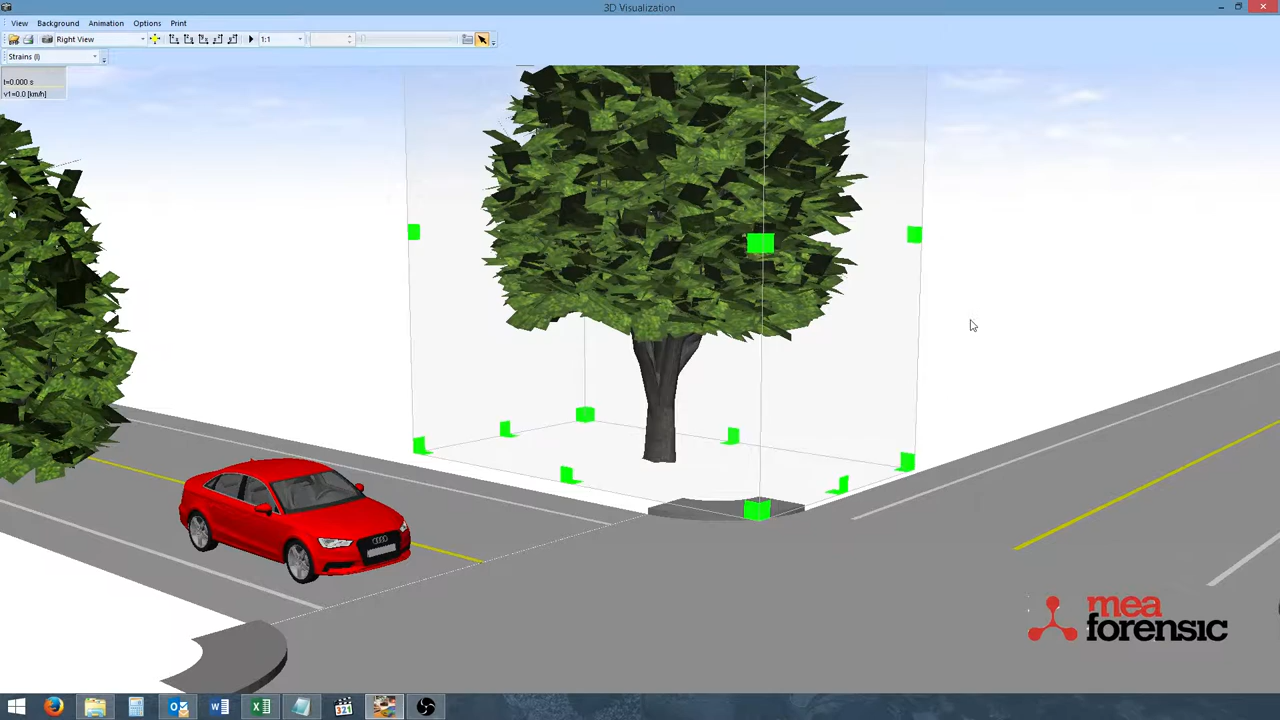 3D Visualization
View Background Animation Options Print
Right View 1:1
Strains (l)
t=0.000 s
v1=0.0 [km/h]
mea
forensic
321